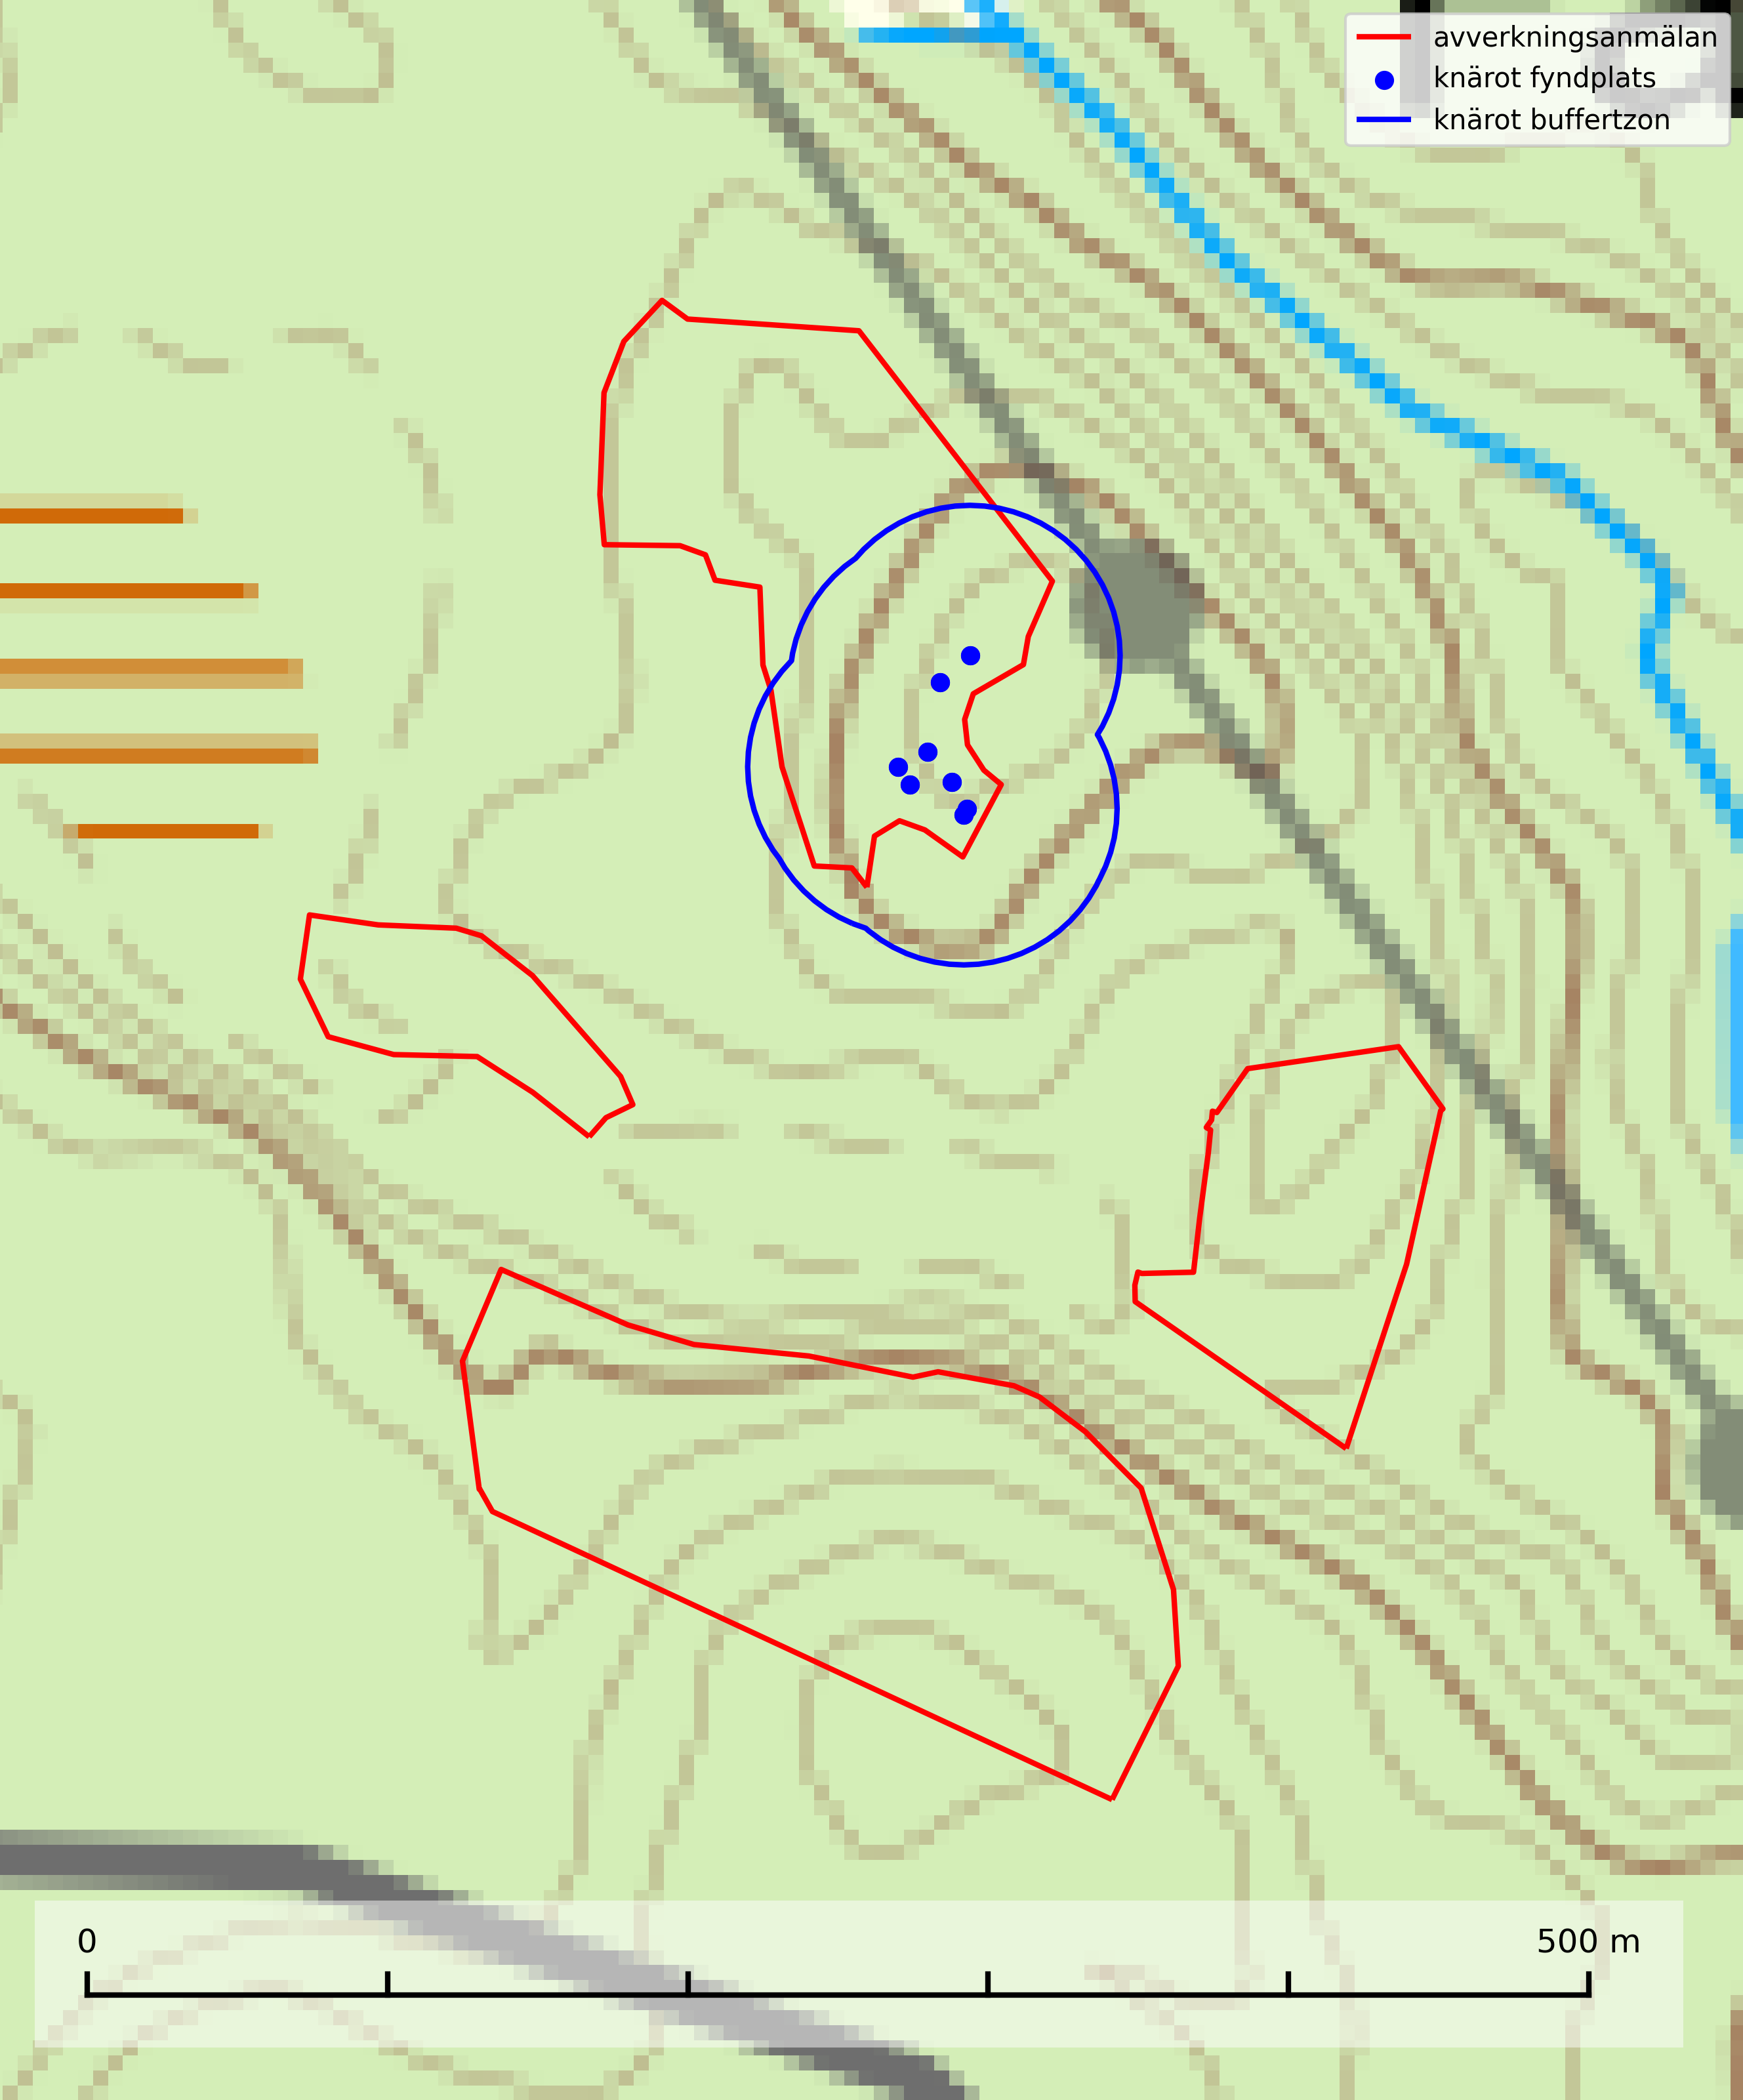 avverkningsanmälan
knärot fyndplats
knärot buffertzon
0
500 m